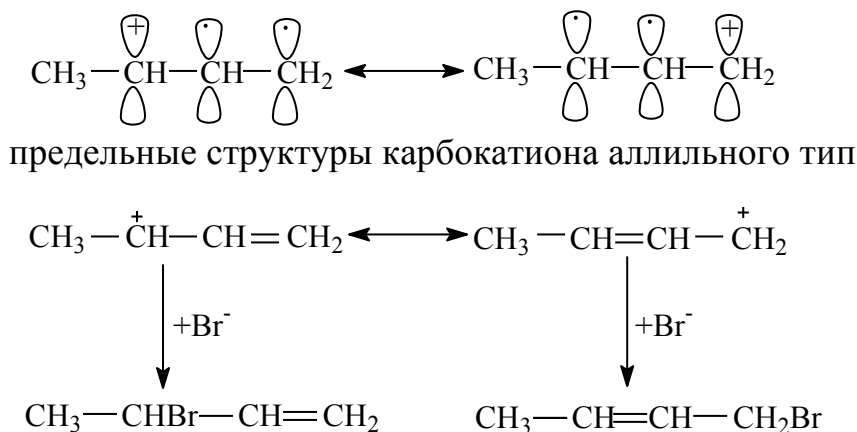 + · · · · +
CH3—CH—CH—CH2 ⟷ CH3—CH—CH—CH2
предельные структуры карбокатиона аллильного тип
+ +
CH3—CH—CH=CH2 ⟷ CH3—CH=CH—CH2
+Br- +Br-
CH3—CHBr—CH=CH2 CH3—CH=CH—CH2Br